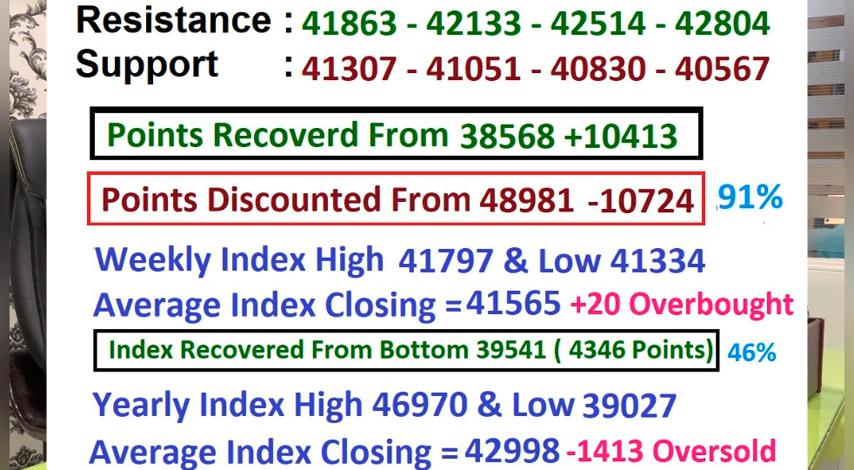 Resistance : 41863 - 42133 - 42514 - 42804
Support : 41307 - 41051 - 40830 - 40567
Points Recoverd From 38568 +10413
Points Discounted From 48981 -10724 91%
Weekly Index High 41797 & Low 41334
Average Index Closing = 41565 +20 Overbought
Index Recovered From Bottom 39541 ( 4346 Points) 46%
Yearly Index High 46970 & Low 39027
Average Index Closing = 42998 -1413 Oversold